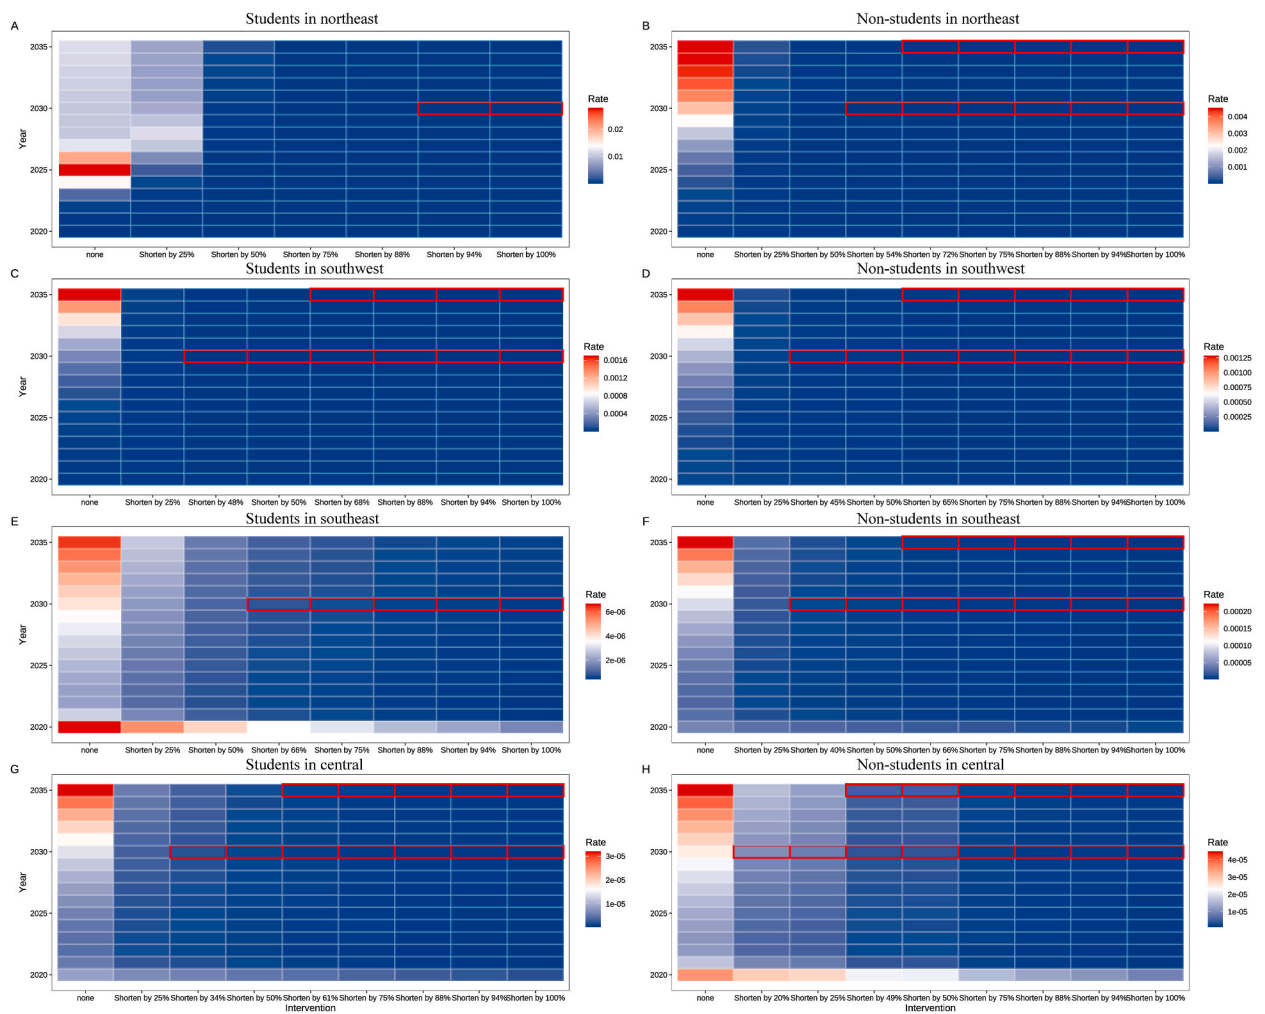 A Students in northeast
2035
2030
2025
2020
Year
none Shorten by 25% Shorten by 50% Shorten by 75% Shorten by 88% Shorten by 94% Shorten by 100%
Rate
0.02
0.01
B Non-students in northeast
2035
2030
2025
2020
none Shorten by 25% Shorten by 50% Shorten by 54% Shorten by 72% Shorten by 75% Shorten by 88% Shorten by 94% Shorten by 100%
Rate
0.004
0.003
0.002
0.001
C Students in southwest
2035
2030
2025
2020
Year
none Shorten by 25% Shorten by 48% Shorten by 50% Shorten by 68% Shorten by 88% Shorten by 94% Shorten by 100%
Rate
0.0016
0.0012
0.0008
0.0004
D Non-students in southwest
2035
2030
2025
2020
none Shorten by 25% Shorten by 45% Shorten by 50% Shorten by 65% Shorten by 75% Shorten by 88% Shorten by 94% Shorten by 100%
Rate
0.00125
0.00100
0.00075
0.00050
0.00025
E Students in southeast
2035
2030
2025
2020
Year
none Shorten by 25% Shorten by 50% Shorten by 66% Shorten by 75% Shorten by 88% Shorten by 94% Shorten by 100%
Rate
6e-06
4e-06
2e-06
F Non-students in southeast
2035
2030
2025
2020
none Shorten by 25% Shorten by 40% Shorten by 50% Shorten by 66% Shorten by 75% Shorten by 88% Shorten by 94% Shorten by 100%
Rate
0.00020
0.00015
0.00010
0.00005
G Students in central
2035
2030
2025
2020
Year
none Shorten by 25% Shorten by 34% Shorten by 50% Shorten by 61% Shorten by 75% Shorten by 88% Shorten by 94% Shorten by 100%
Intervention
Rate
3e-05
2e-05
1e-05
H Non-students in central
2035
2030
2025
2020
none Shorten by 20% Shorten by 25% Shorten by 49% Shorten by 50% Shorten by 75% Shorten by 88% Shorten by 94% Shorten by 100%
Intervention
Rate
4e-05
3e-05
2e-05
1e-05